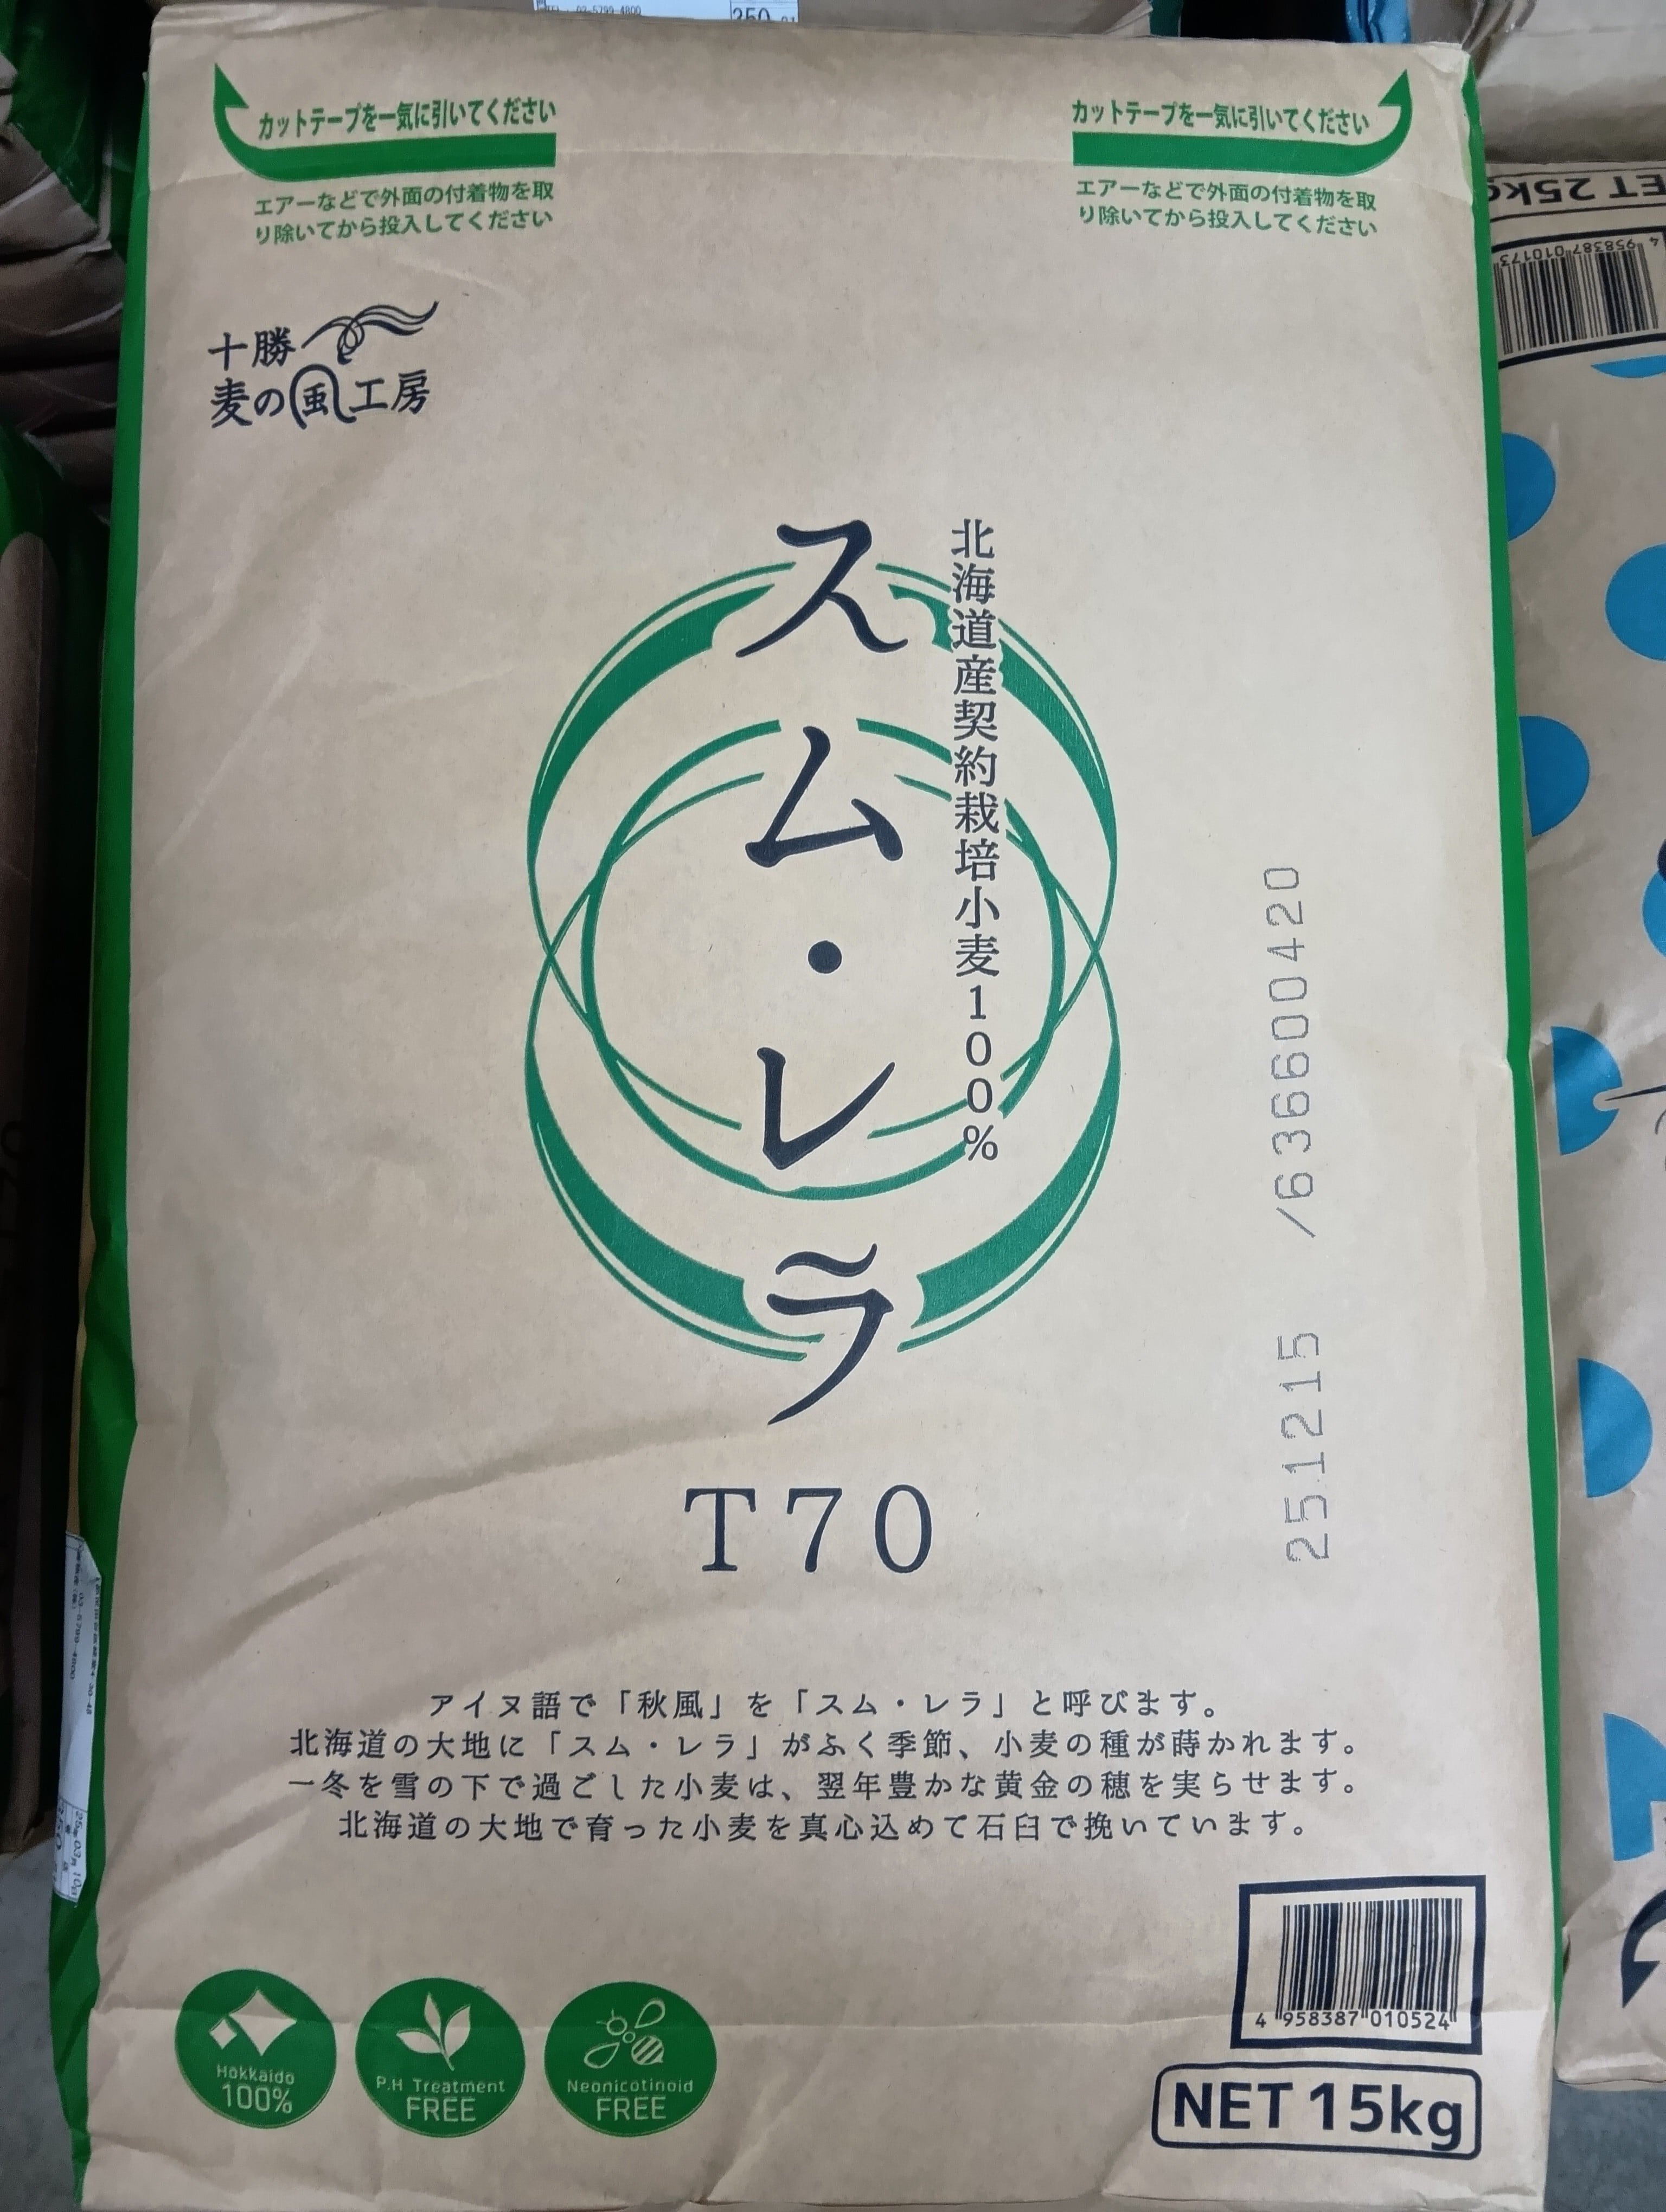 TEL : 03-5799-4800
カットテープを一気に引いてください
エアーなどで外面の付着物を取
り除いてから投入してください
カットテープを一気に引いてください
エアーなどで外面の付着物を取
り除いてから投入してください
十勝
麦の風工房
スム・レラ
北海道産契約栽培小麦100%
T70
251215 /636600420
アイヌ語で「秋風」を「スム・レラ」と呼びます。
北海道の大地に「スム・レラ」がふく季節、小麦の種が蒔かれます。
一冬を雪の下で過ごした小麦は、翌年豊かな黄金の穂を実らせます。
北海道の大地で育った小麦を真心込めて石臼で挽いています。
Hokkaido
100%
P.H Treatment
FREE
Neonicotinoid
FREE
4 958387 010524
NET 15kg
ET 25kg
4 958387 010173